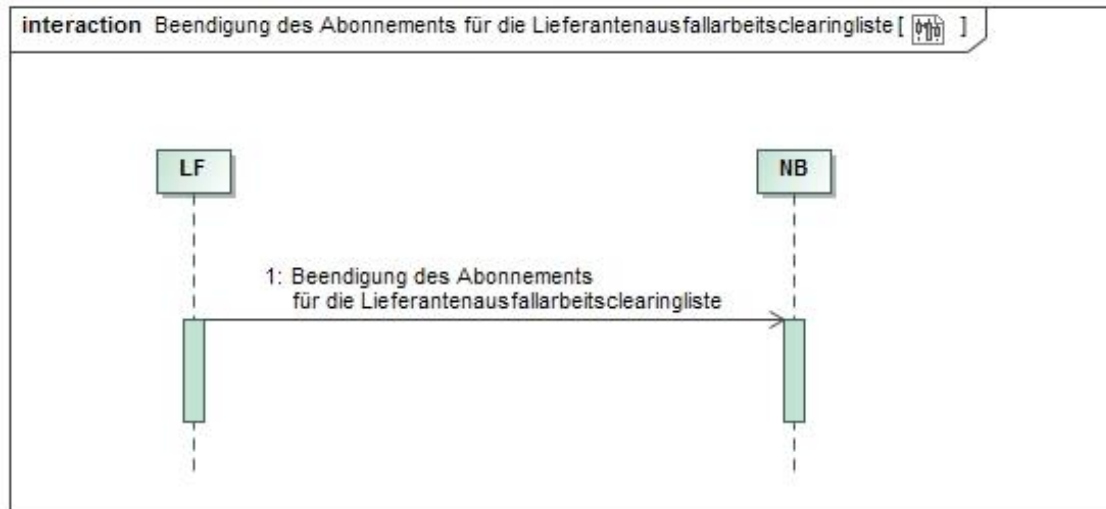 interaction Beendigung des Abonnements für die Lieferantenausfallarbeitsclearingliste [ ]
LF
NB
1: Beendigung des Abonnements
für die Lieferantenausfallarbeitsclearingliste